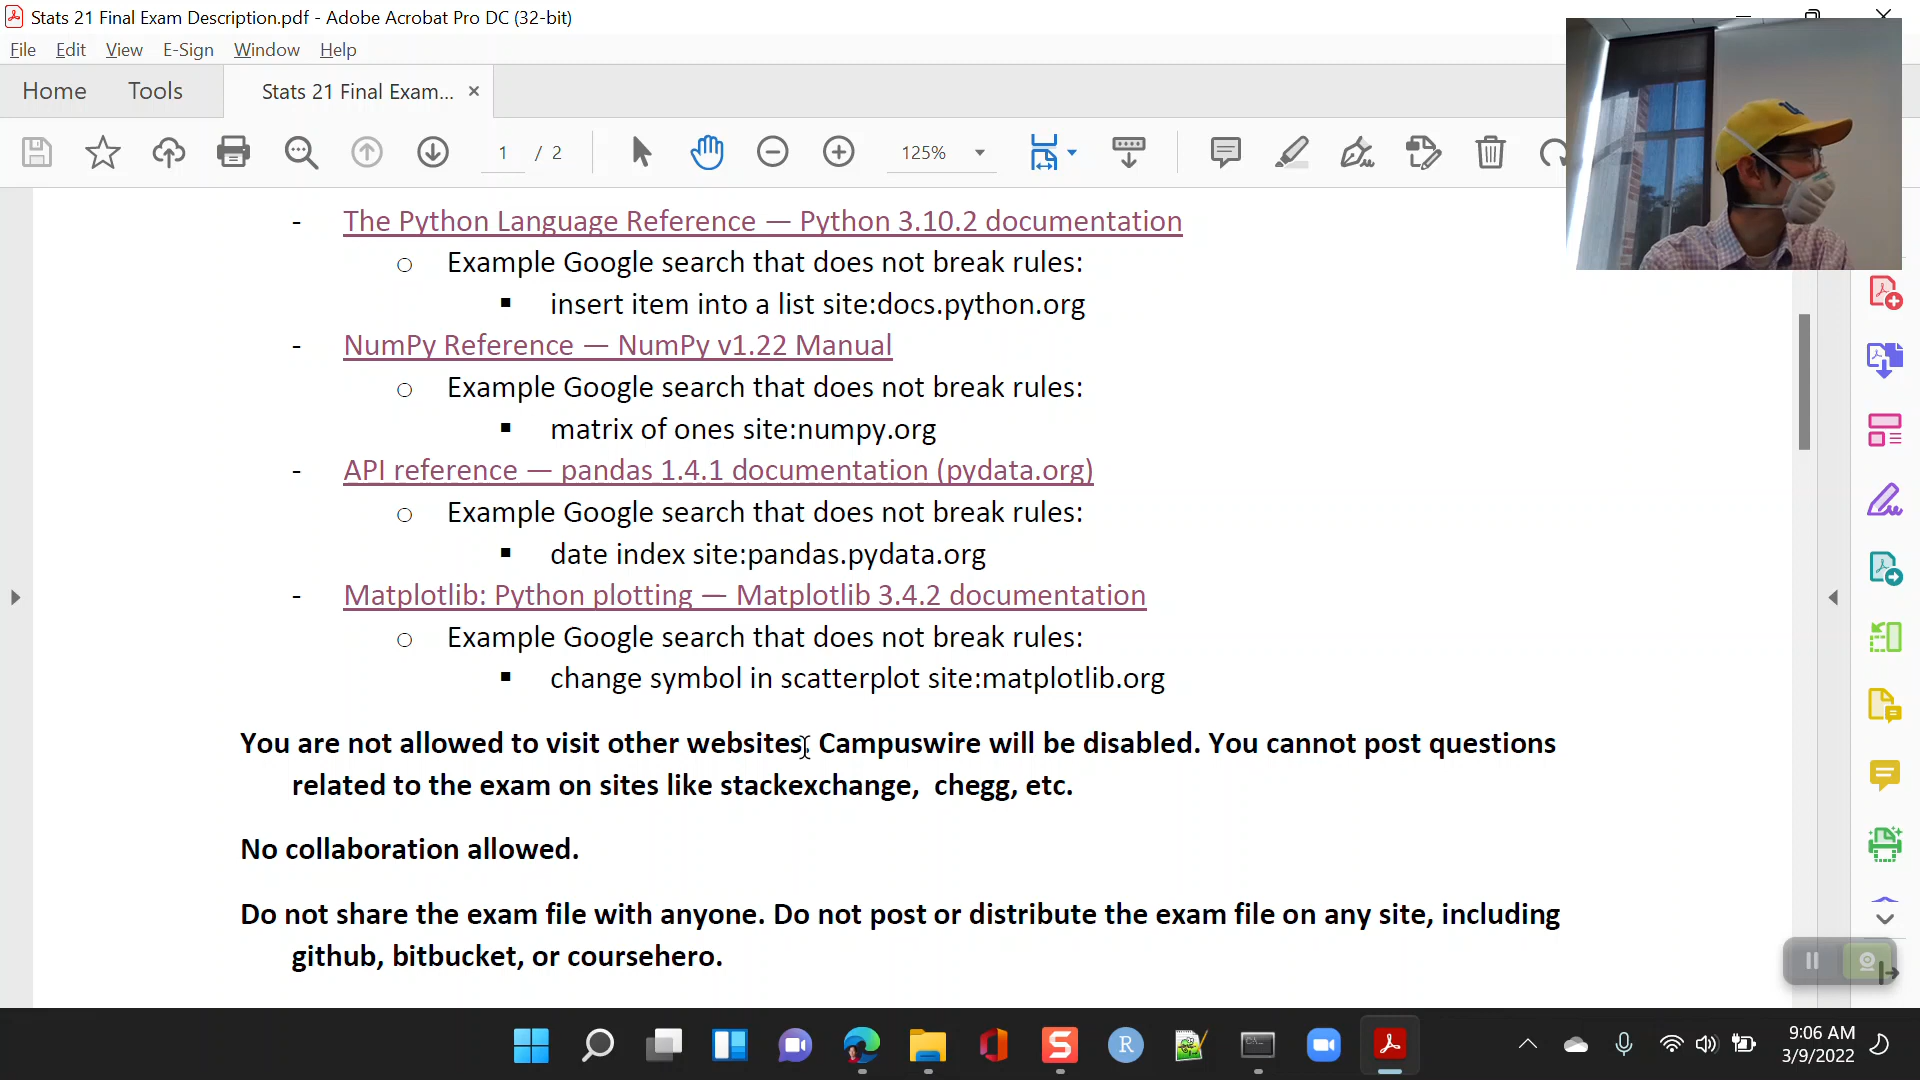 Stats 21 Final Exam Description.pdf - Adobe Acrobat Pro DC (32-bit)
File Edit View E-Sign Window Help
Home Tools Stats 21 Final Exam... ×
1 / 2 125%
- The Python Language Reference — Python 3.10.2 documentation
○ Example Google search that does not break rules:
▪ insert item into a list site:docs.python.org
- NumPy Reference — NumPy v1.22 Manual
○ Example Google search that does not break rules:
▪ matrix of ones site:numpy.org
- API reference — pandas 1.4.1 documentation (pydata.org)
○ Example Google search that does not break rules:
▪ date index site:pandas.pydata.org
- Matplotlib: Python plotting — Matplotlib 3.4.2 documentation
○ Example Google search that does not break rules:
▪ change symbol in scatterplot site:matplotlib.org
You are not allowed to visit other websites. Campuswire will be disabled. You cannot post questions
related to the exam on sites like stackexchange, chegg, etc.
No collaboration allowed.
Do not share the exam file with anyone. Do not post or distribute the exam file on any site, including
github, bitbucket, or coursehero.
9:06 AM
3/9/2022